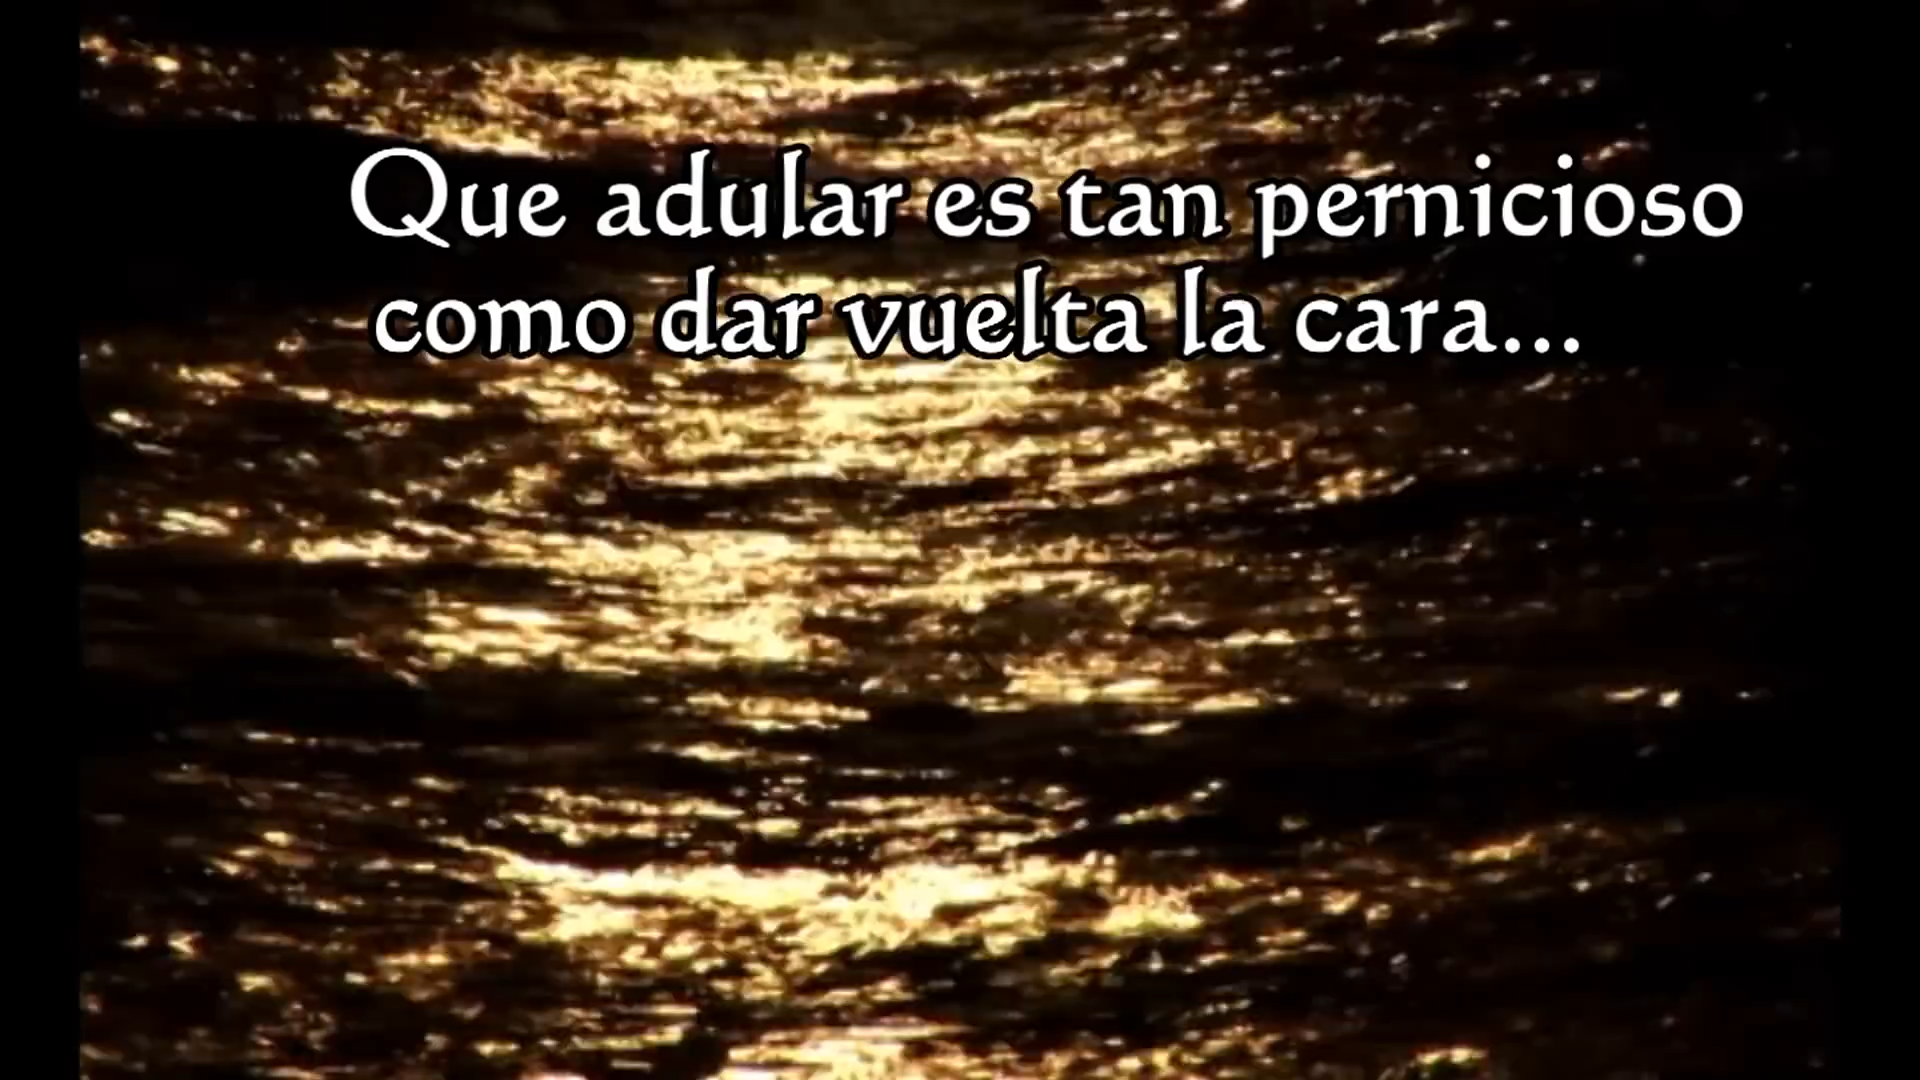 Que adular es tan pernicioso
como dar vuelta la cara...